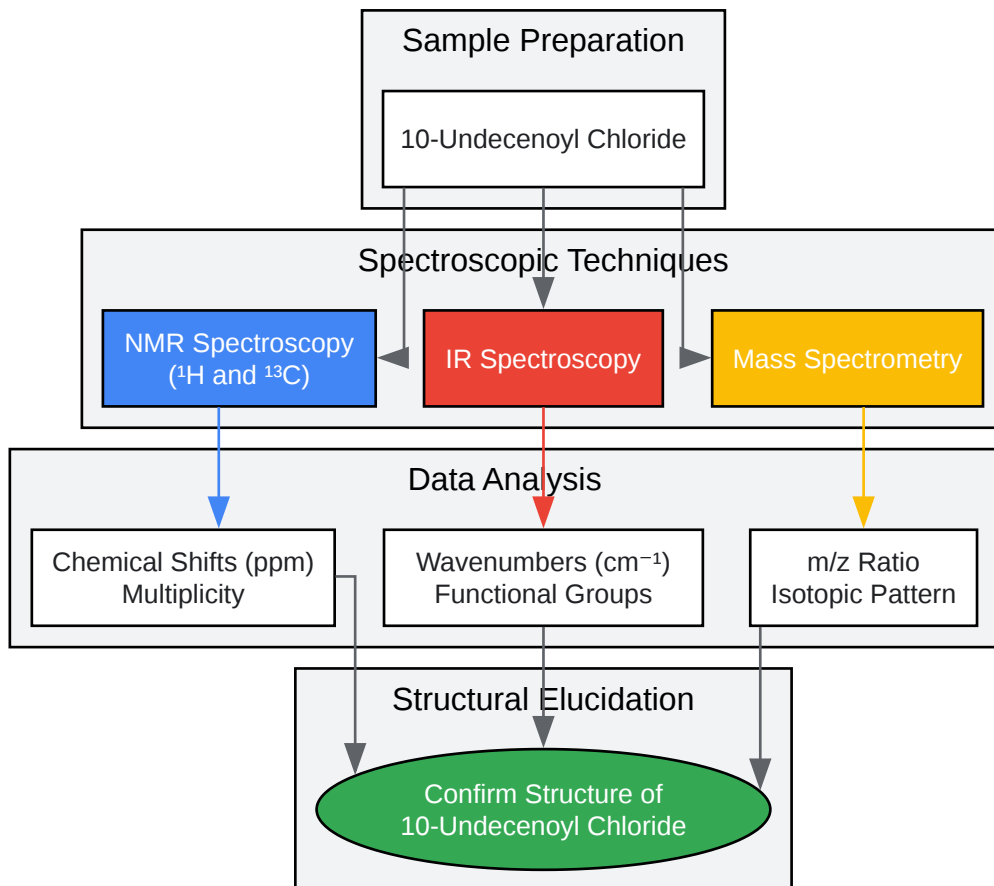 Sample Preparation
10-Undecenoyl Chloride
Spectroscopic Techniques
NMR Spectroscopy
(¹H and ¹³C)
IR Spectroscopy
Mass Spectrometry
Data Analysis
Chemical Shifts (ppm)
Multiplicity
Wavenumbers (cm⁻¹)
Functional Groups
m/z Ratio
Isotopic Pattern
Structural Elucidation
Confirm Structure of
10-Undecenoyl Chloride